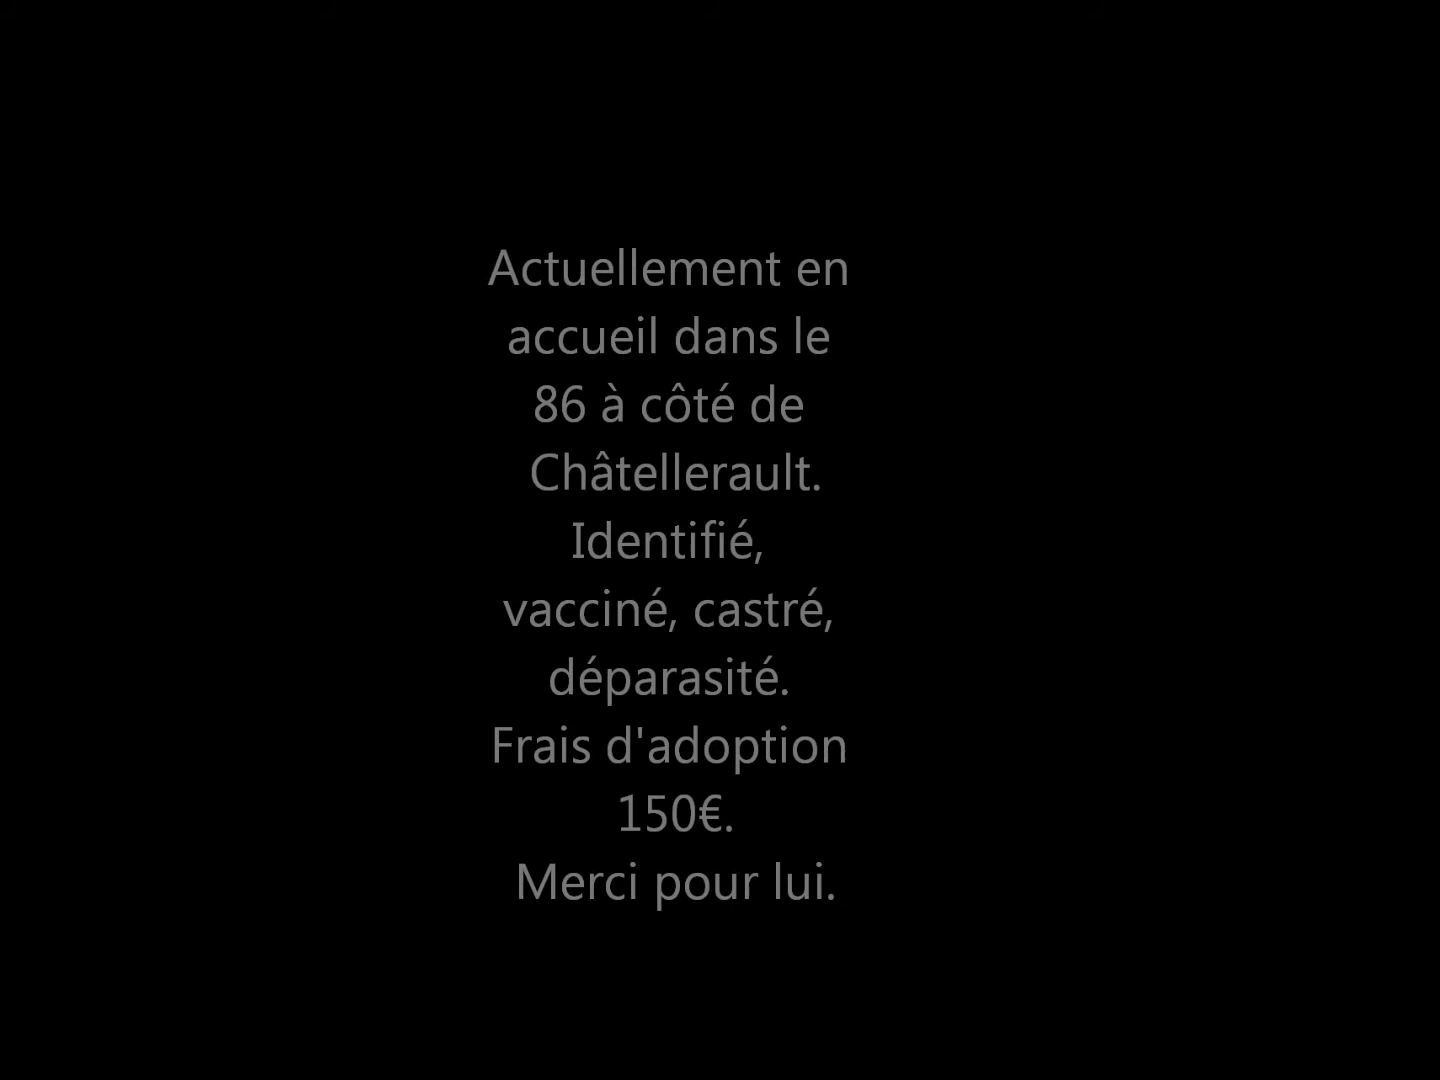 Actuellement en
accueil dans le
86 à côté de
Châtellerault.
Identifié,
vacciné, castré,
déparasité.
Frais d'adoption
150€.
Merci pour lui.